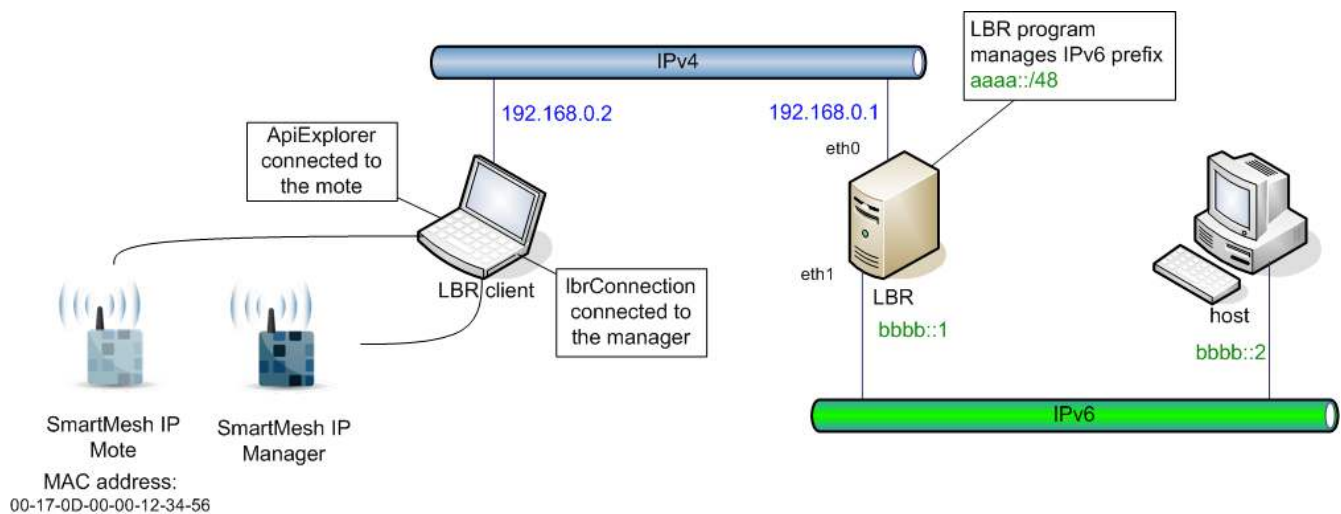 IPv4
LBR program
manages IPv6 prefix
aaaa::/48
192.168.0.2
192.168.0.1
ApiExplorer
connected to
the mote
eth0
lbrConnection
connected to
the manager
LBR client
eth1
LBR
bbbb::1
host
bbbb::2
IPv6
SmartMesh IP
Mote
SmartMesh IP
Manager
MAC address:
00-17-0D-00-00-12-34-56